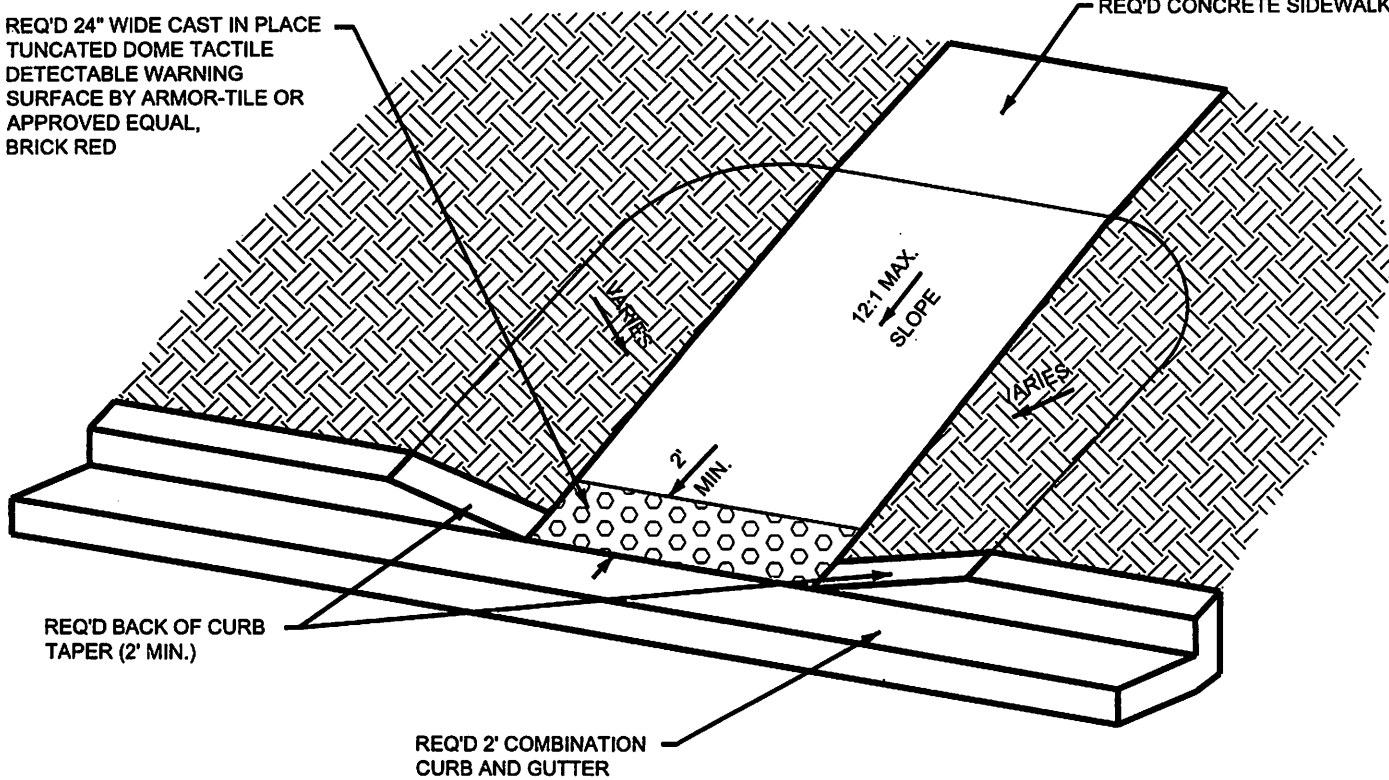 REQ'D 24" WIDE CAST IN PLACE
TUNCATED DOME TACTILE
DETECTABLE WARNING
SURFACE BY ARMOR-TILE OR
APPROVED EQUAL,
BRICK RED
REQ'D CONCRETE SIDEWALK
VARIES
12:1 MAX.
SLOPE
VARIES
2'
MIN.
REQ'D BACK OF CURB
TAPER (2' MIN.)
REQ'D 2' COMBINATION
CURB AND GUTTER